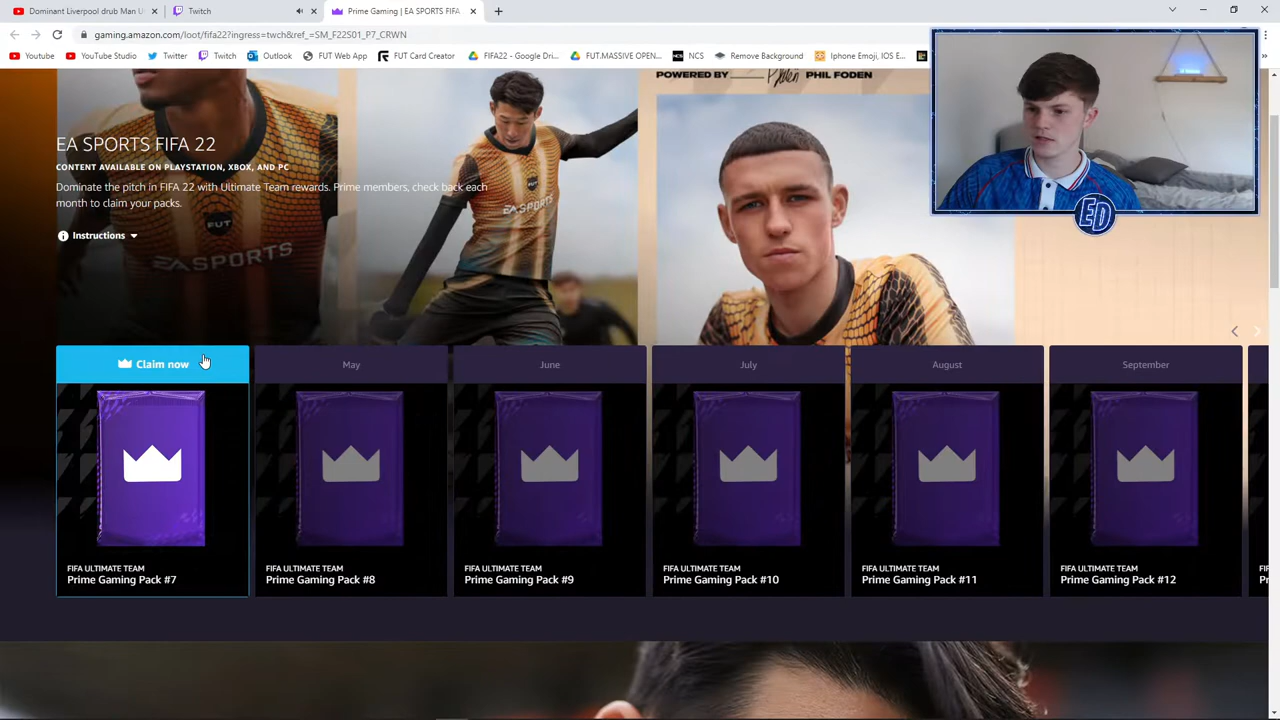 Dominant Liverpool drub Man U
Twitch
Prime Gaming | EA SPORTS FIFA
gaming.amazon.com/loot/fifa22?ingress=twch&ref_=SM_F22S01_P7_CRWN
Youtube
YouTube Studio
Twitter
Twitch
Outlook
FUT Web App
FUT Card Creator
FIFA22 - Google Dri...
FUT.MASSIVE OPEN...
NCS
NCS
Remove Background
Iphone Emoji, IOS E...
POWERED BY PHIL FODEN
EA SPORTS FIFA 22
CONTENT AVAILABLE ON PLAYSTATION, XBOX, AND PC
Dominate the pitch in FIFA 22 with Ultimate Team rewards. Prime members, check back each
month to claim your packs.
Instructions
FUT
EA SPORTS
FUT
EA SPORTS
ED
Claim now
May
June
July
August
September
FIFA ULTIMATE TEAM
Prime Gaming Pack #7
FIFA ULTIMATE TEAM
Prime Gaming Pack #8
FIFA ULTIMATE TEAM
Prime Gaming Pack #9
FIFA ULTIMATE TEAM
Prime Gaming Pack #10
FIFA ULTIMATE TEAM
Prime Gaming Pack #11
FIFA ULTIMATE TEAM
Prime Gaming Pack #12